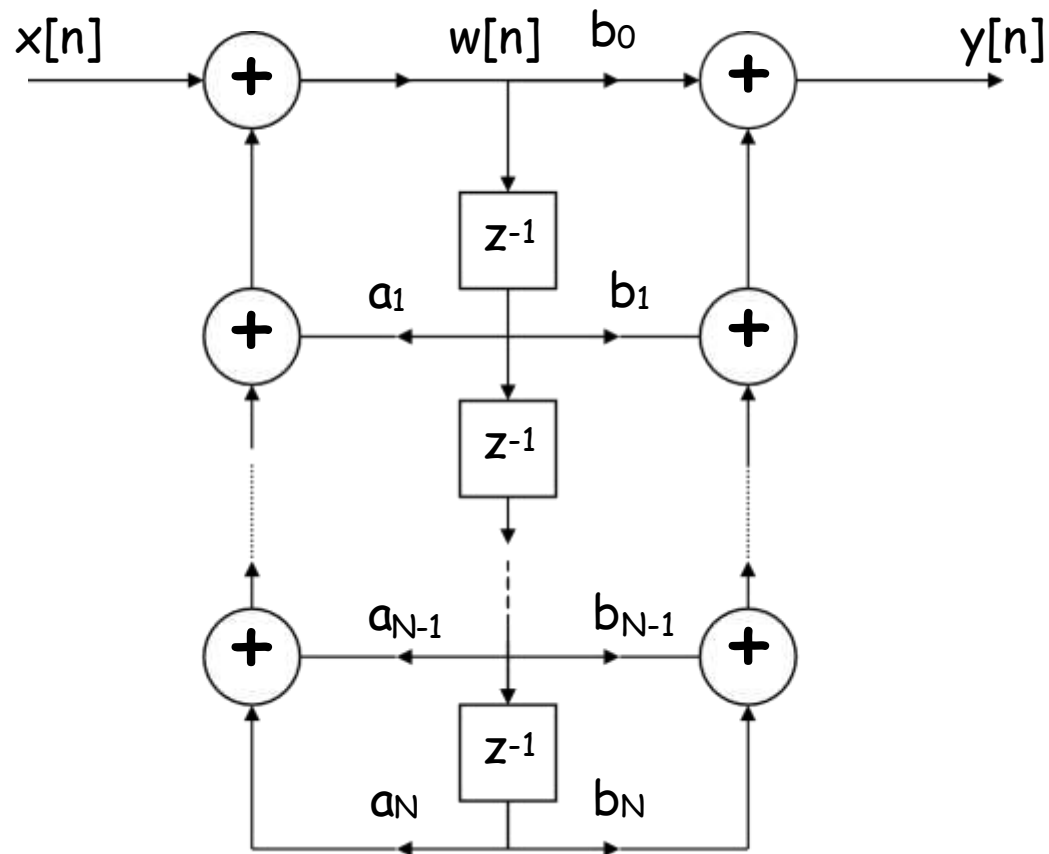 x[n] w[n] b₀ y[n]
+ +
z⁻¹
a₁ b₁
+ +
z⁻¹
aN-1 bN-1
+ +
z⁻¹
aN bN